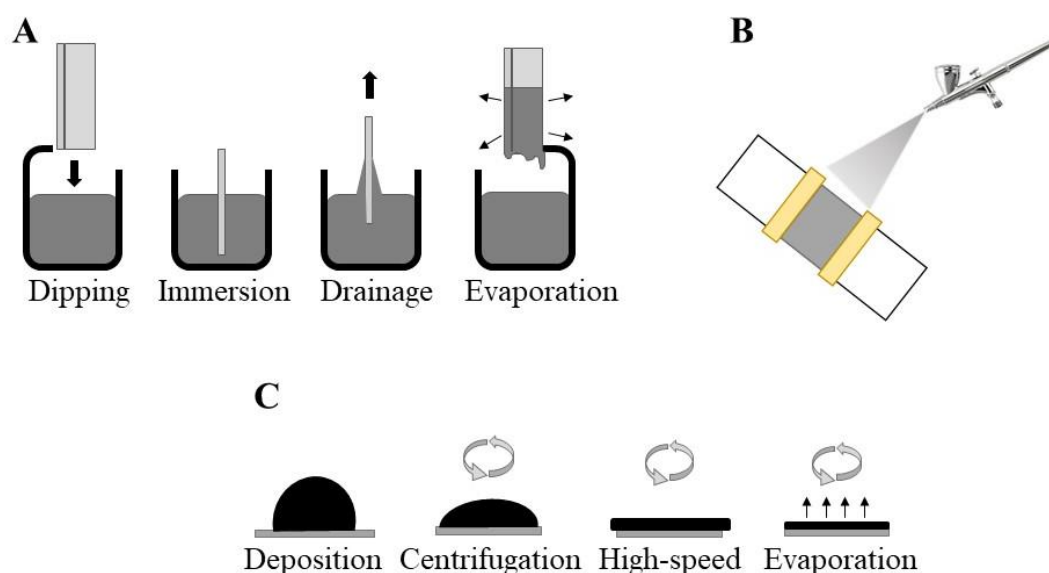 A
B
Dipping Immersion Drainage Evaporation
C
Deposition Centrifugation High-speed Evaporation